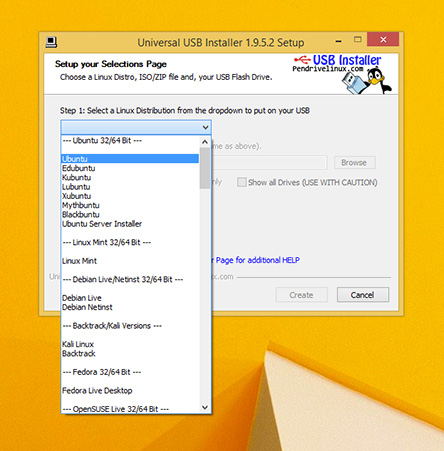 Universal USB Installer 1.9.5.2 Setup
Setup your Selections Page
Choose a Linux Distro, ISO/ZIP file and, your USB Flash Drive.
USB Installer
Pendrivelinux.com
Step 1: Select a Linux Distribution from the dropdown to put on your USB
--- Ubuntu 32/64 Bit ---
Ubuntu
Edubuntu
Kubuntu
Lubuntu
Xubuntu
Mythbuntu
Blackbuntu
Ubuntu Server Installer
--- Linux Mint 32/64 Bit ---
Linux Mint
--- Debian Live/Netinst 32/64 Bit ---
Debian Live
Debian Netinst
--- Backtrack/Kali Versions ---
Kali Linux
Backtrack
--- Fedora 32/64 Bit ---
Fedora Live Desktop
--- OpenSUSE Live 32/64 Bit ---
me as above).
Browse
nly
Show all Drives (USE WITH CAUTION)
r Page for additional HELP
Uni
x.com
Create
Cancel